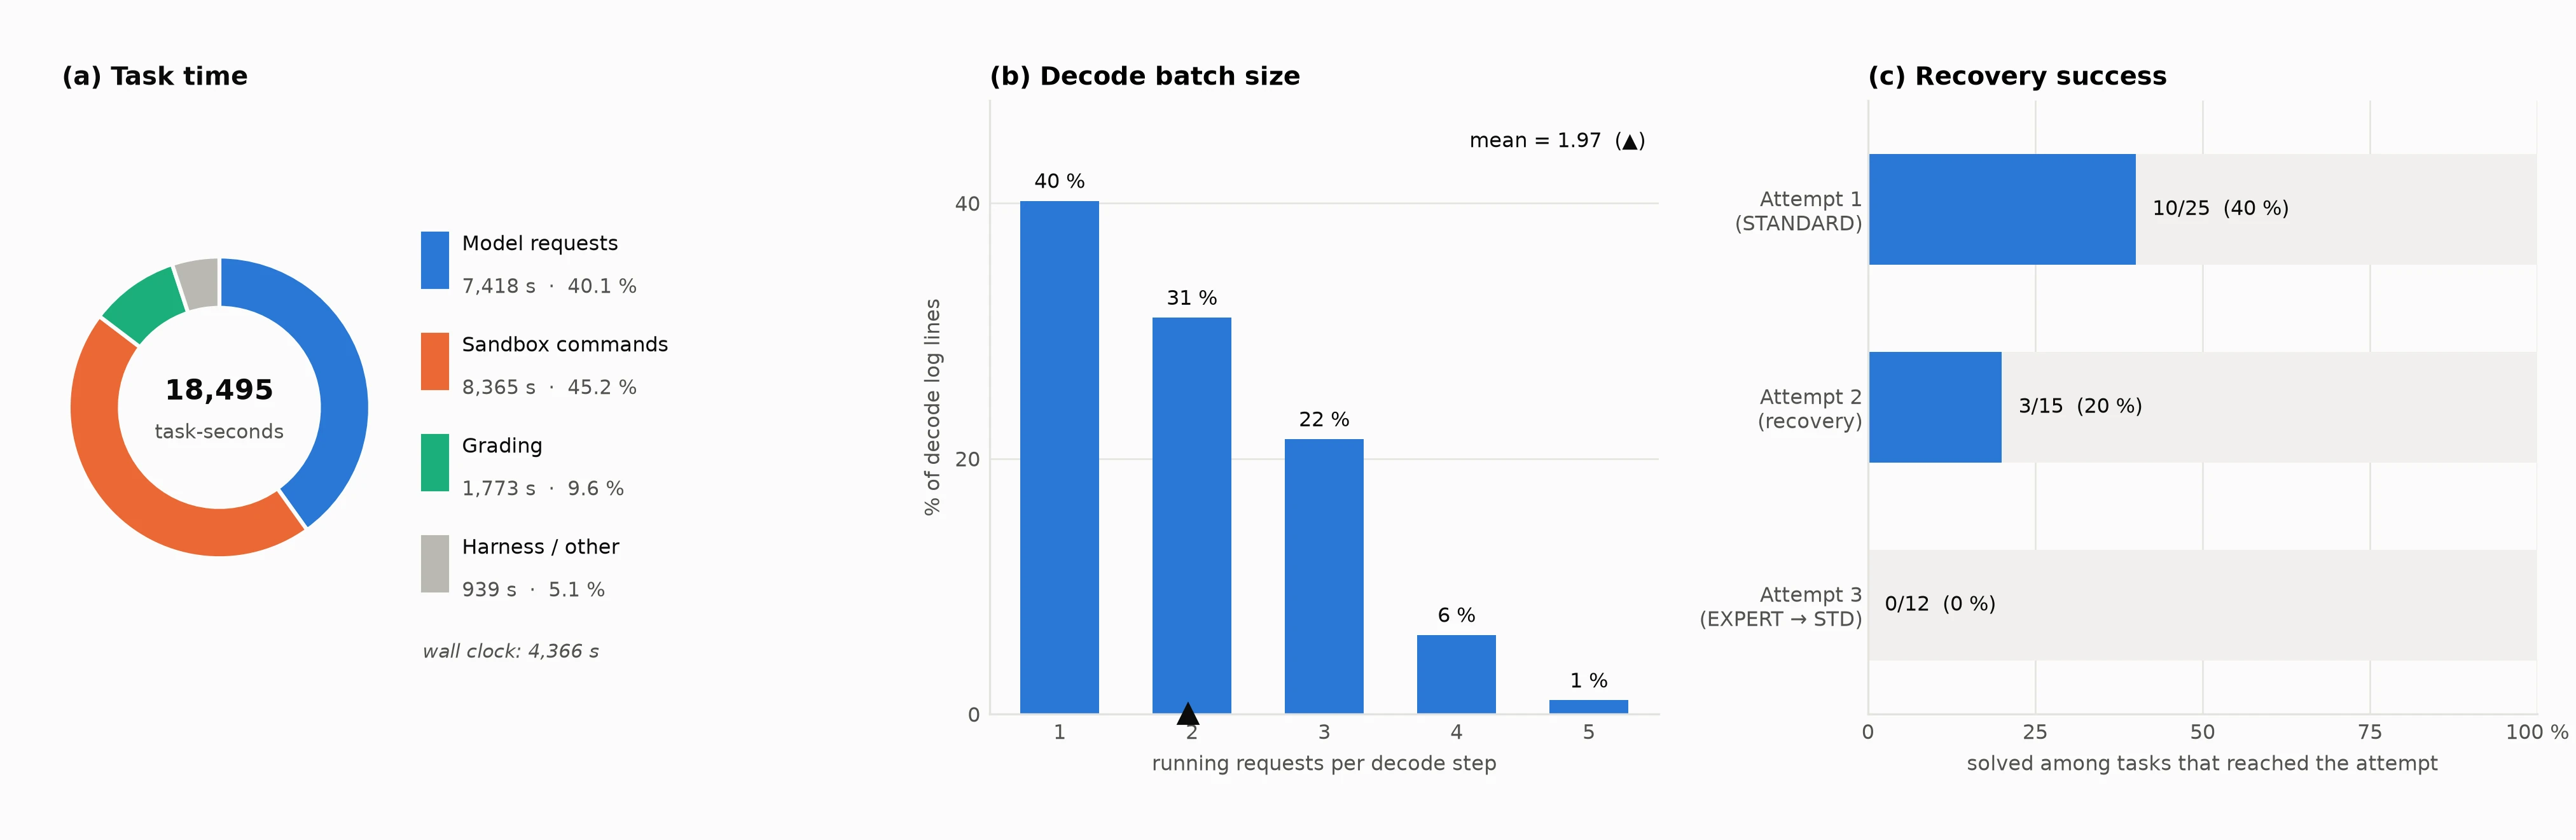 (a) Task time
18,495
task-seconds
Model requests
7,418 s · 40.1 %
Sandbox commands
8,365 s · 45.2 %
Grading
1,773 s · 9.6 %
Harness / other
939 s · 5.1 %
wall clock: 4,366 s
(b) Decode batch size
mean = 1.97 (▲)
% of decode log lines
40
20
0
40 %
31 %
22 %
6 %
1 %
1
2
3
4
5
running requests per decode step
(c) Recovery success
Attempt 1
(STANDARD)
10/25 (40 %)
Attempt 2
(recovery)
3/15 (20 %)
Attempt 3
(EXPERT → STD)
0/12 (0 %)
0
25
50
75
100 %
solved among tasks that reached the attempt